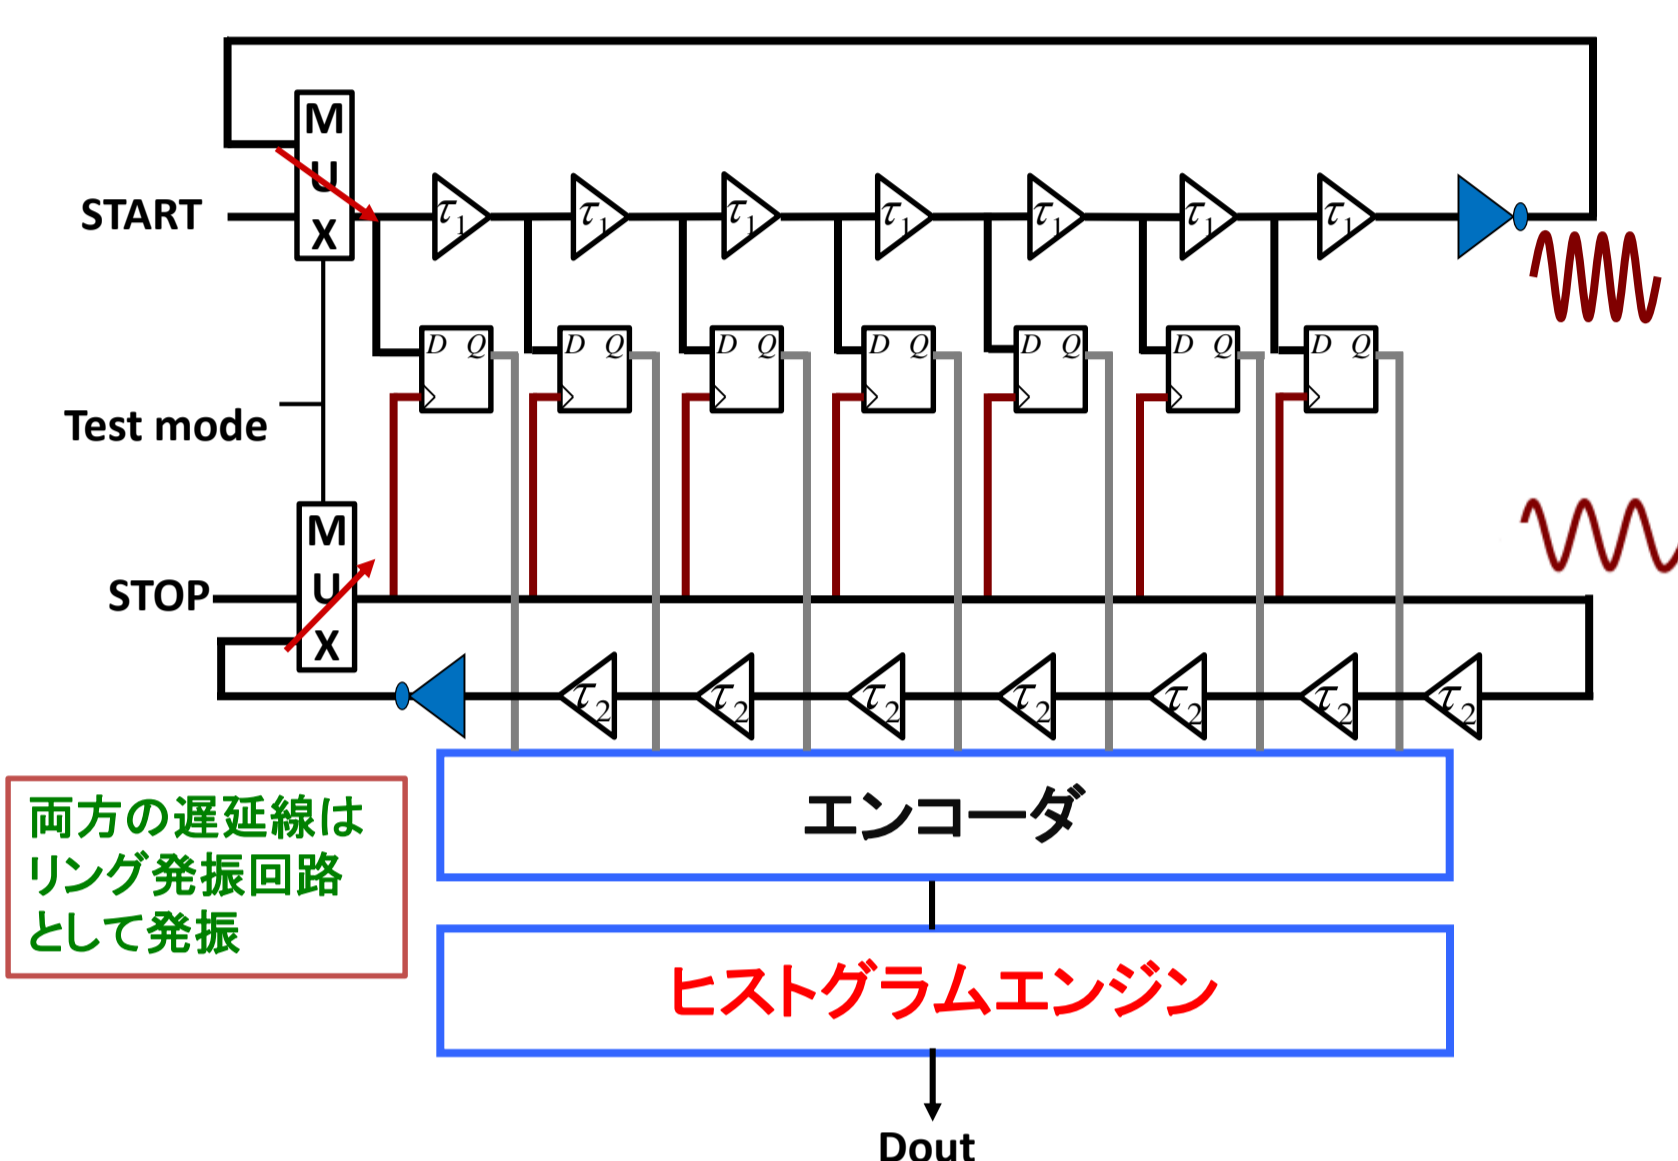 MUX
START
τ1 τ1 τ1 τ1 τ1 τ1 τ1
D Q D Q D Q D Q D Q D Q D Q
Test mode
MUX
STOP
τ2 τ2 τ2 τ2 τ2 τ2 τ2
両方の遅延線は
リング発振回路
として発振
エンコーダ
ヒストグラムエンジン
Dout